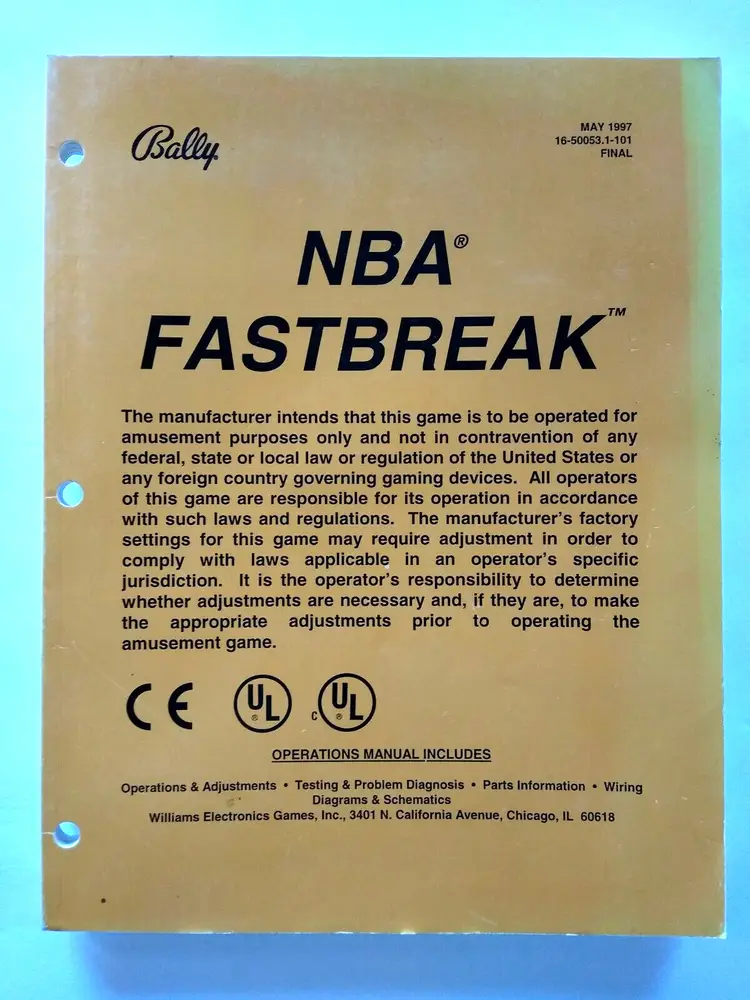 Bally
MAY 1997
16-50053.1-101
FINAL
NBA®
FASTBREAK™
The manufacturer intends that this game is to be operated for
amusement purposes only and not in contravention of any
federal, state or local law or regulation of the United States or
any foreign country governing gaming devices. All operators
of this game are responsible for its operation in accordance
with such laws and regulations. The manufacturer's factory
settings for this game may require adjustment in order to
comply with laws applicable in an operator's specific
jurisdiction. It is the operator's responsibility to determine
whether adjustments are necessary and, if they are, to make
the appropriate adjustments prior to operating the
amusement game.
CE UL® C UL®
OPERATIONS MANUAL INCLUDES
Operations & Adjustments • Testing & Problem Diagnosis • Parts Information • Wiring
Diagrams & Schematics
Williams Electronics Games, Inc., 3401 N. California Avenue, Chicago, IL 60618